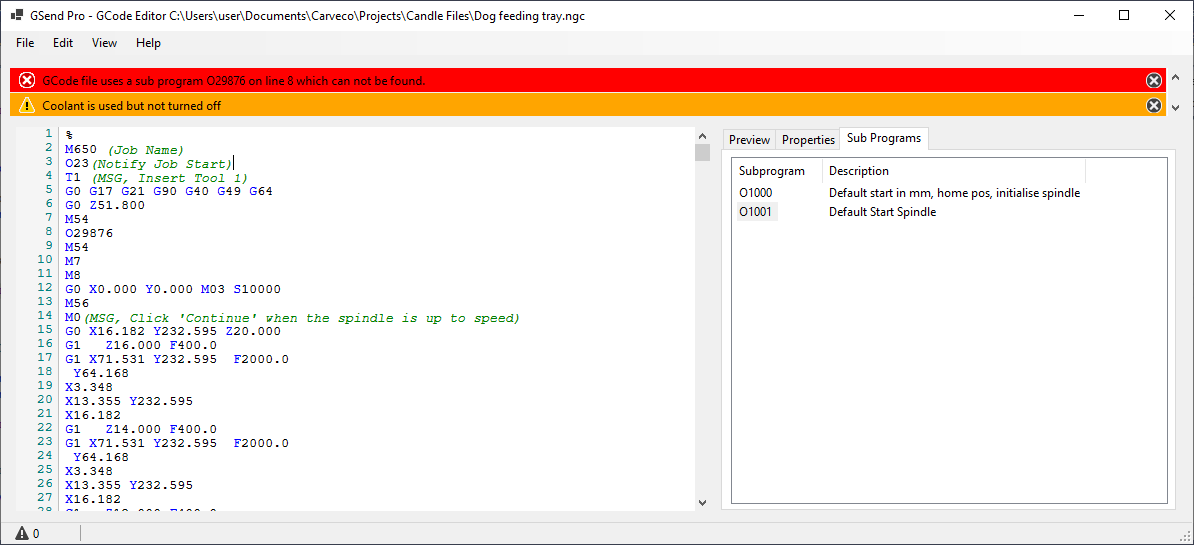 GSend Pro - GCode Editor C:\Users\user\Documents\Carveco\Projects\Candle Files\Dog feeding tray.ngc
File Edit View Help
GCode file uses a sub program O29876 on line 8 which can not be found.
Coolant is used but not turned off
1 %
2 M650 (Job Name)
3 O23(Notify Job Start)
4 T1 (MSG, Insert Tool 1)
5 G0 G17 G21 G90 G40 G49 G64
6 G0 Z51.800
7 M54
8 O29876
9 M54
10 M7
11 M8
12 G0 X0.000 Y0.000 M03 S10000
13 M56
14 M0(MSG, Click 'Continue' when the spindle is up to speed)
15 G0 X16.182 Y232.595 Z20.000
16 G1 Z16.000 F400.0
17 G1 X71.531 Y232.595 F2000.0
18 Y64.168
19 X3.348
20 X13.355 Y232.595
21 X16.182
22 G1 Z14.000 F400.0
23 G1 X71.531 Y232.595 F2000.0
24 Y64.168
25 X3.348
26 X13.355 Y232.595
27 X16.182
28
Preview Properties Sub Programs
Subprogram Description
O1000 Default start in mm, home pos, initialise spindle
O1001 Default Start Spindle
0